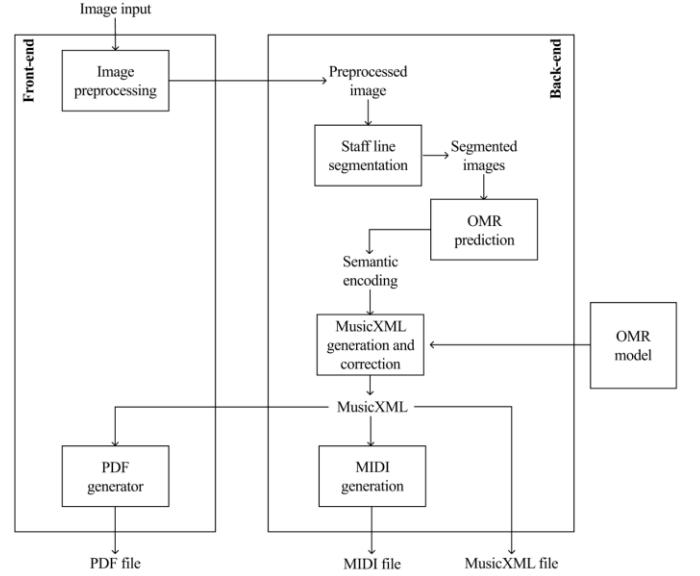 Image input
Front-end
Back-end
Image
preprocessing
Preprocessed
image
Staff line
segmentation
Segmented
images
OMR
prediction
Semantic
encoding
MusicXML
generation and
correction
OMR
model
MusicXML
PDF
generator
MIDI
generation
PDF file
MIDI file
MusicXML file